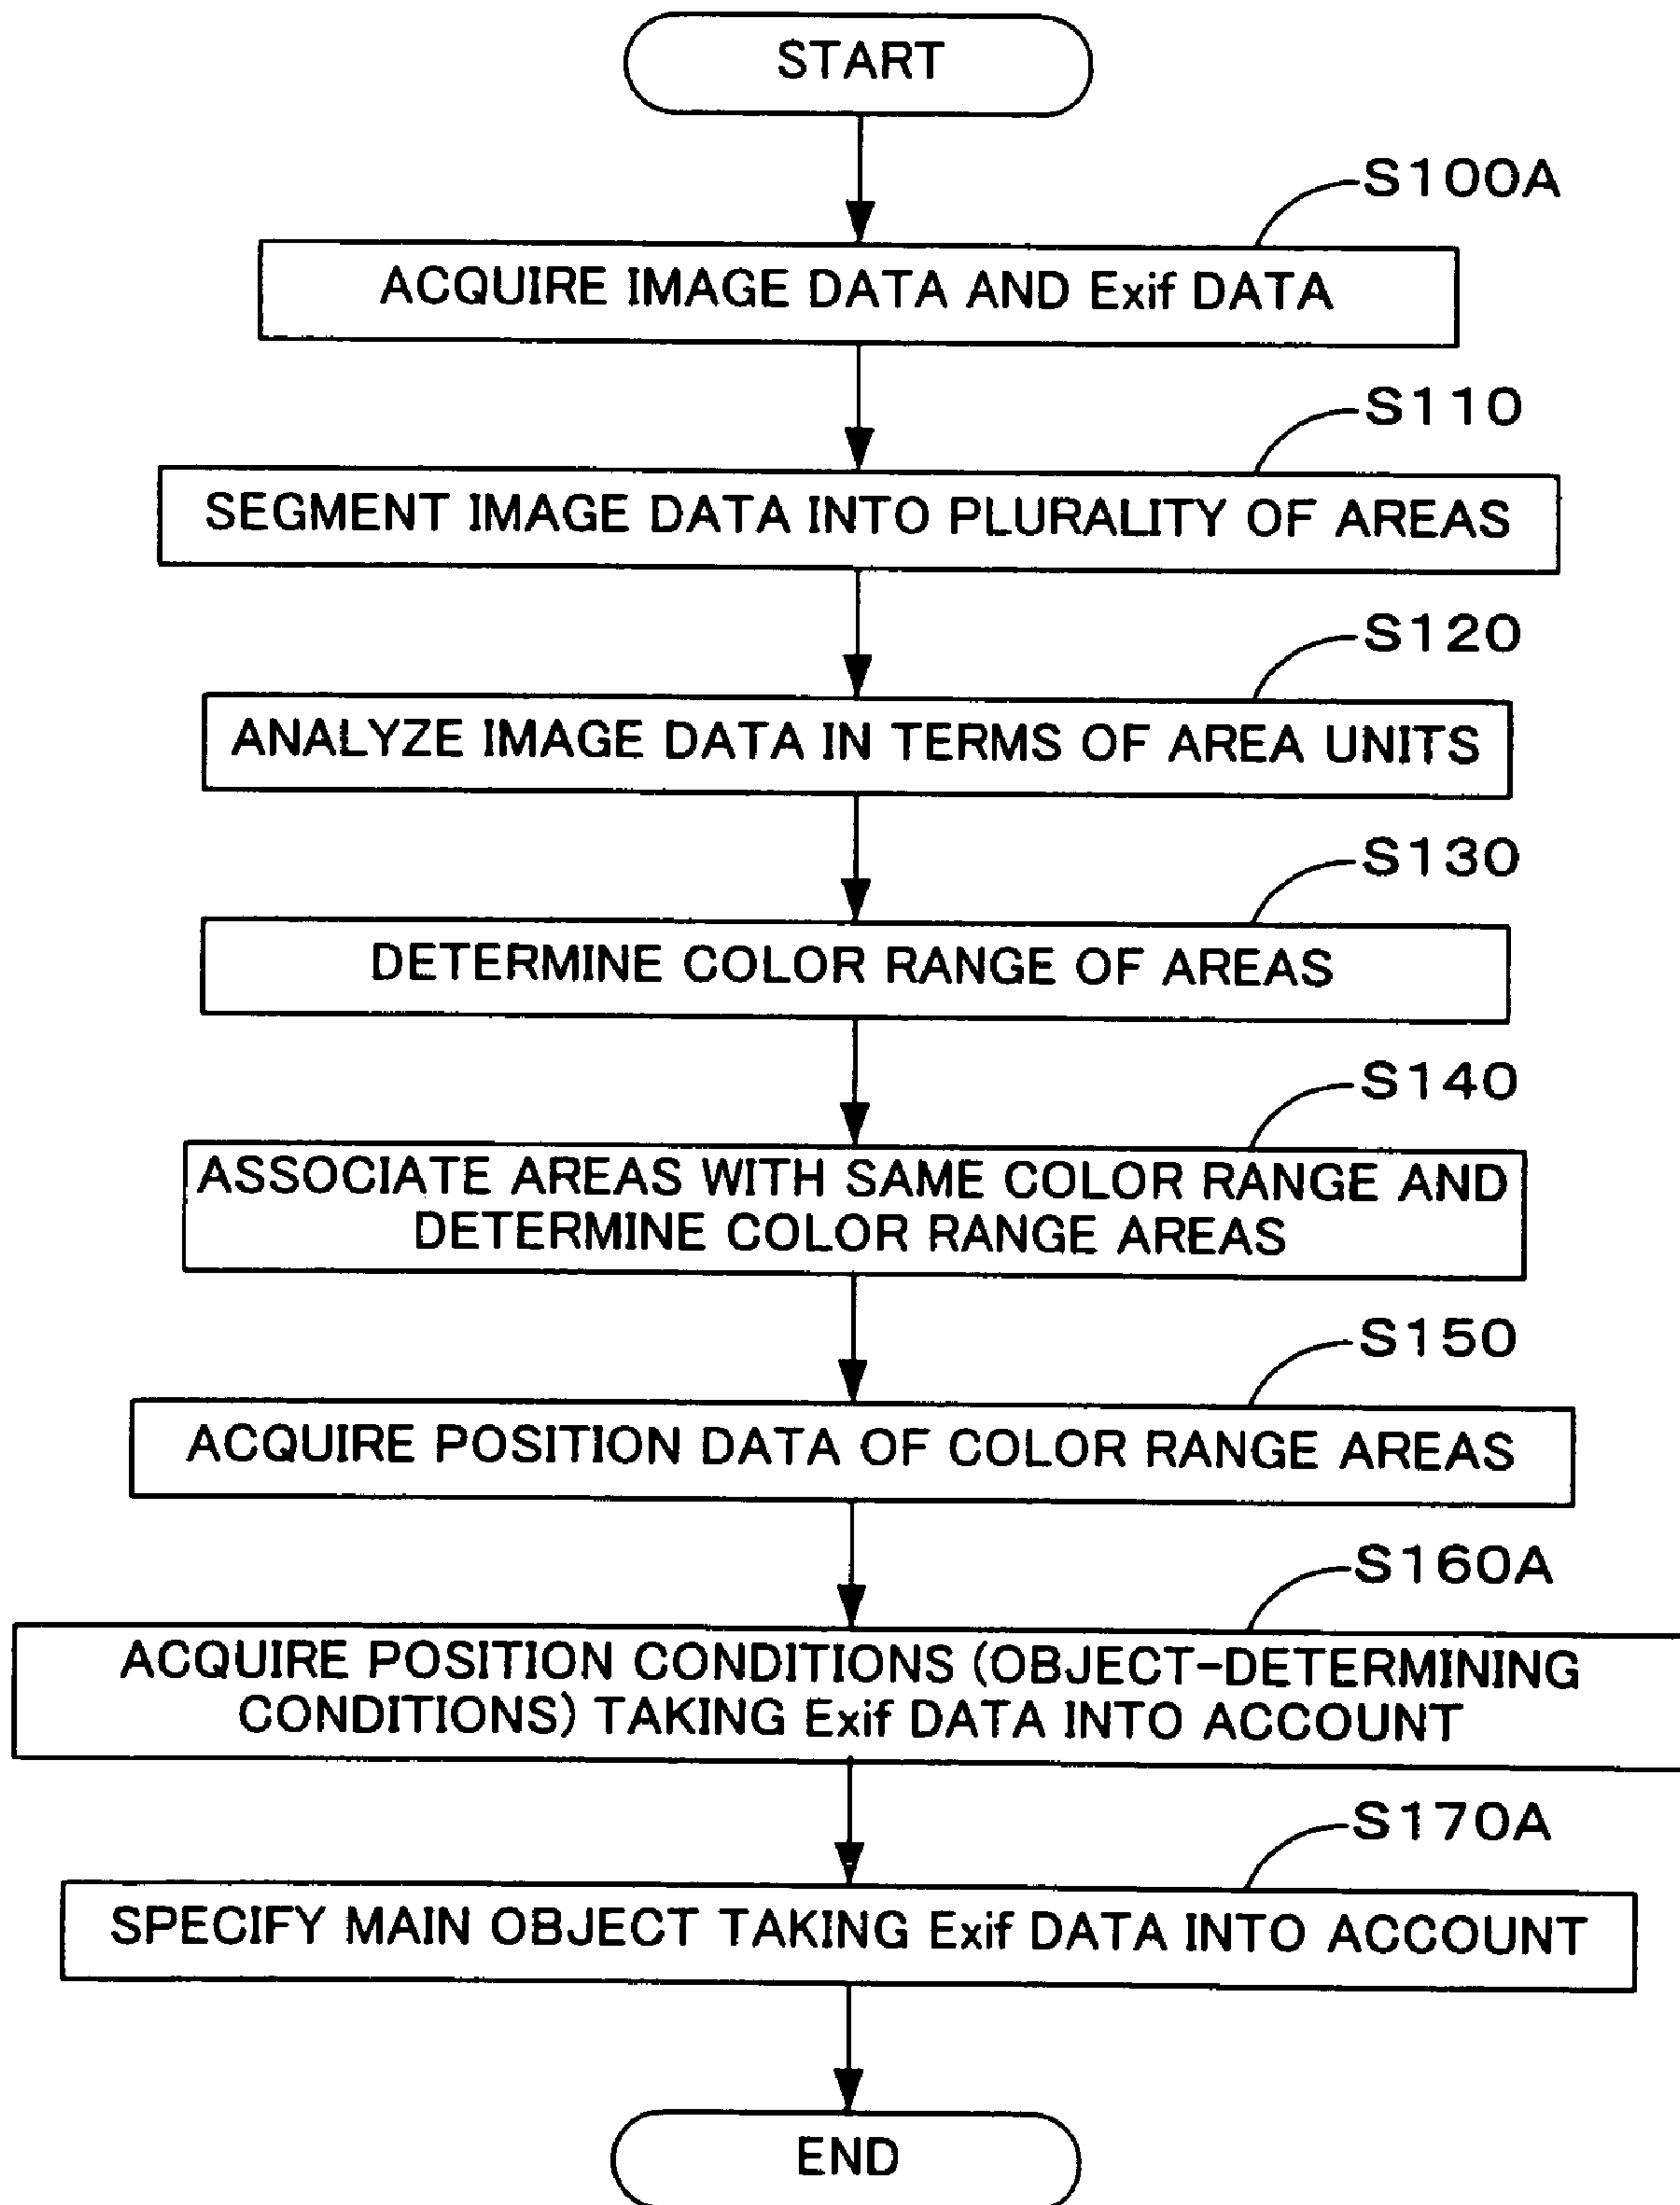 START
S100A
ACQUIRE IMAGE DATA AND Exif DATA
S110
SEGMENT IMAGE DATA INTO PLURALITY OF AREAS
S120
ANALYZE IMAGE DATA IN TERMS OF AREA UNITS
S130
DETERMINE COLOR RANGE OF AREAS
S140
ASSOCIATE AREAS WITH SAME COLOR RANGE AND
DETERMINE COLOR RANGE AREAS
S150
ACQUIRE POSITION DATA OF COLOR RANGE AREAS
S160A
ACQUIRE POSITION CONDITIONS (OBJECT-DETERMINING
CONDITIONS) TAKING Exif DATA INTO ACCOUNT
S170A
SPECIFY MAIN OBJECT TAKING Exif DATA INTO ACCOUNT
END